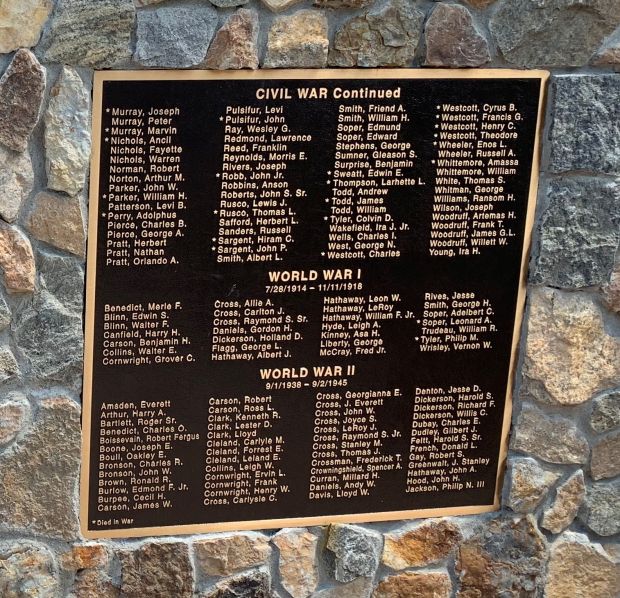 CIVIL WAR Continued
* Murray, Joseph
Murray, Peter M
* Murray, Marvin
* Nichols, Ancil
Nichols, Fayette
Nichols, Warren
Norman, Robert
Norton, Arthur M
Parker, John W.
* Parker, William H.
Patterson, Levi B.
* Perry, Adolphus
Pierce, Charles B.
Pierce, George A.
Pratt, Herbert
Pratt, Nathan
Pratt, Orlando A.
Pulsifur, Levi
* Pulsifur, John
Ray, Wesley G.
Redmond, Lawrence
Reed, Franklin
Reynolds, Morris E.
Rivers, Joseph
* Robb, John Jr.
Robbins, Anson
Roberts, John S. Sr.
Rusco, Lewis J.
* Rusco, Thomas L.
Safford, Herbert L.
Sanders, Russell
* Sargent, Hiram C.
* Sargent, John P.
Smith, Albert L.
Smith, Friend A.
Smith, William H.
Soper, Edmund
Soper, Edward
Stephens, George
Sumner, Gleason S.
Surprise, Benjamin
* Sweatt, Edwin E.
* Thompson, Larhette L.
Todd, Andrew
* Todd, James
Todd, William
* Tyler, Colvin D.
Wakefield, Ira J. Jr.
Wells, Charles I.
West, George N.
* Westcott, Charles
* Westcott, Cyrus B.
* Westcott, Francis G.
* Westcott, Henry C.
* Westcott, Theodore
* Wheeler, Enos L.
Wheeler, Russell A.
* Whittemore, Amassa
Whittemore, William
White, Thomas S.
Whitman, George
Williams, Ransom H.
Wilson, Joseph
Woodruff, Artemas H.
Woodruff, Frank T.
Woodruff, James G.L.
Woodruff, Willett W.
Young, Ira H.
WORLD WAR I
7/28/1914 – 11/11/1918
Benedict, Merle F.
Blinn, Edwin S.
Blinn, Walter F.
Canfield, Harry H.
Carson, Benjamin H.
Collins, Walter E.
Cornwright, Grover C.
Cross, Allie A.
Cross, Carlton J.
Cross, Raymond S. Sr
Daniels, Gordon H.
Dickerson, Holland D.
Flagg, George L.
Hathaway, Albert J.
Hathaway, Leon W.
Hathaway, LeRoy
Hathaway, William F. Jr
Hyde, Leigh A.
Kinney, Asa H.
Liberty, George
McCray, Fred Jr.
Rives, Jesse
Smith, George H.
Soper, Adelbert C.
* Soper, Leonard A.
Trudeau, William R.
* Tyler, Philip M.
Wrisley, Vernon W.
WORLD WAR II
9/1/1938 – 9/2/1945
Amsden, Everett
Arthur, Harry A.
Bartlett, Roger Sr.
Benedict, Charles O.
Boissevain, Robert Fergus
Boone, Joseph E.
Boull, Oakley E.
Bronson, Charles R.
Bronson, John W.
Brown, Ronald R.
Burlow, Edmond F. Jr
Burpee, Cecil H.
Carson, James W.
Carson, Robert
Carson, Ross L.
Clark, Kenneth R.
Clark, Lester D.
Clark, Lloyd
Cieland, Carlyle M.
Cieland, Forrest E.
Cieland, Leland E.
Collins, Leigh W.
Cornwright, Ervin L.
Cornwright, Frank
Cornwright, Henry W.
Cross, Carlysle C.
Cross, Georgianna E.
Cross, J. Everett
Cross, John W.
Cross, Joyce S.
Cross, LeRoy J.
Cross, Raymond S. Jr
Cross, Stanley M.
Cross, Thomas J.
Crossman, Frederick T.
Crowningshield, Spencer A.
Curran, Millard R.
Daniels, Andy W.
Davis, Lloyd W.
Denton, Jesse D.
Dickerson, Harold S.
Dickerson, Richard F.
Dickerson, Willis C.
Dubay, Charles E.
Dudley, Gilbert J.
Feltt, Harold S. Sr.
French, Donald L.
Gay, Robert S.
Greenwalt, J. Stanley
Hathaway, John A.
Hood, John H.
Jackson, Philip N. III
* Died in War